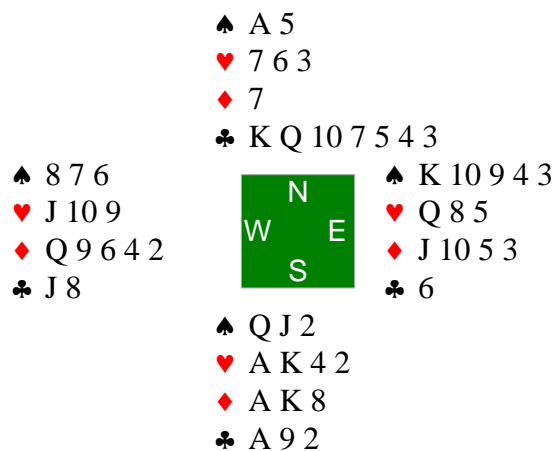 ♠ A 5
♥ 7 6 3
♦ 7
♣ K Q 10 7 5 4 3
♠ 8 7 6
♥ J 10 9
♦ Q 9 6 4 2
♣ J 8
N
W E
S
♠ K 10 9 4 3
♥ Q 8 5
♦ J 10 5 3
♣ 6
♠ Q J 2
♥ A K 4 2
♦ A K 8
♣ A 9 2